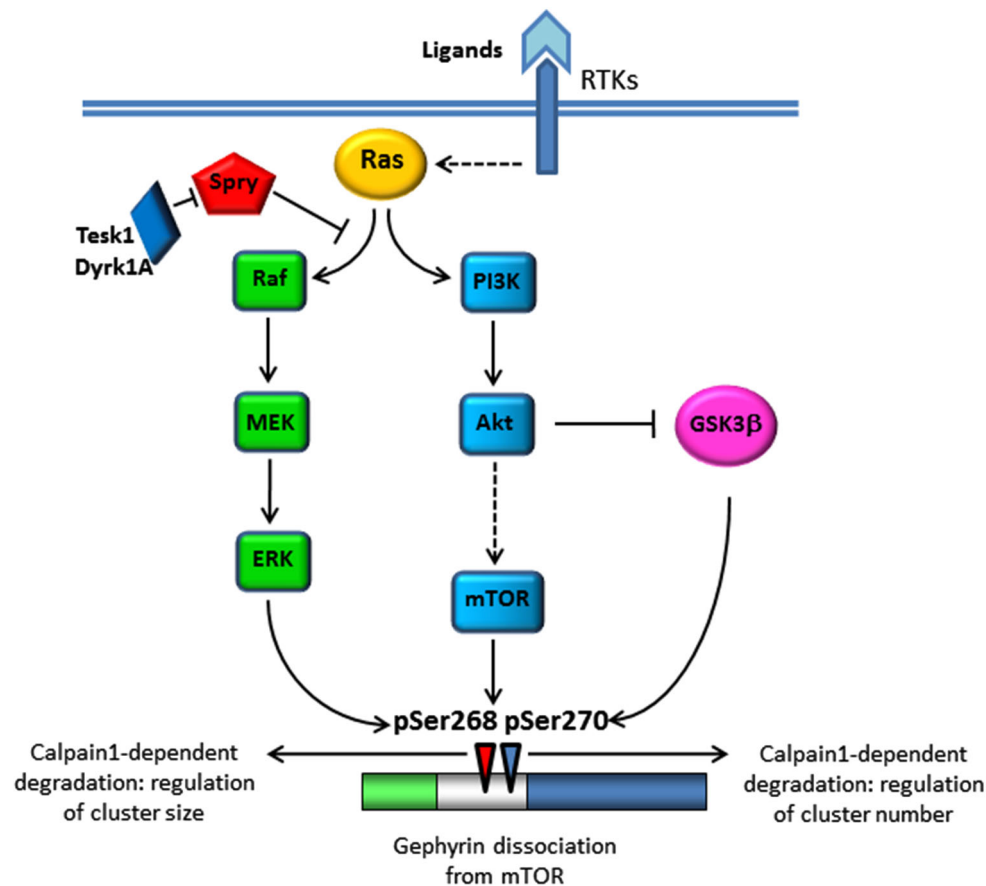 Ligands
RTKs
Ras
Spry
Tesk1
Dyrk1A
Raf
PI3K
MEK
Akt
GSK3β
ERK
mTOR
pSer268 pSer270
Calpain1-dependent
degradation: regulation
of cluster size
Calpain1-dependent
degradation: regulation
of cluster number
Gephyrin dissociation
from mTOR